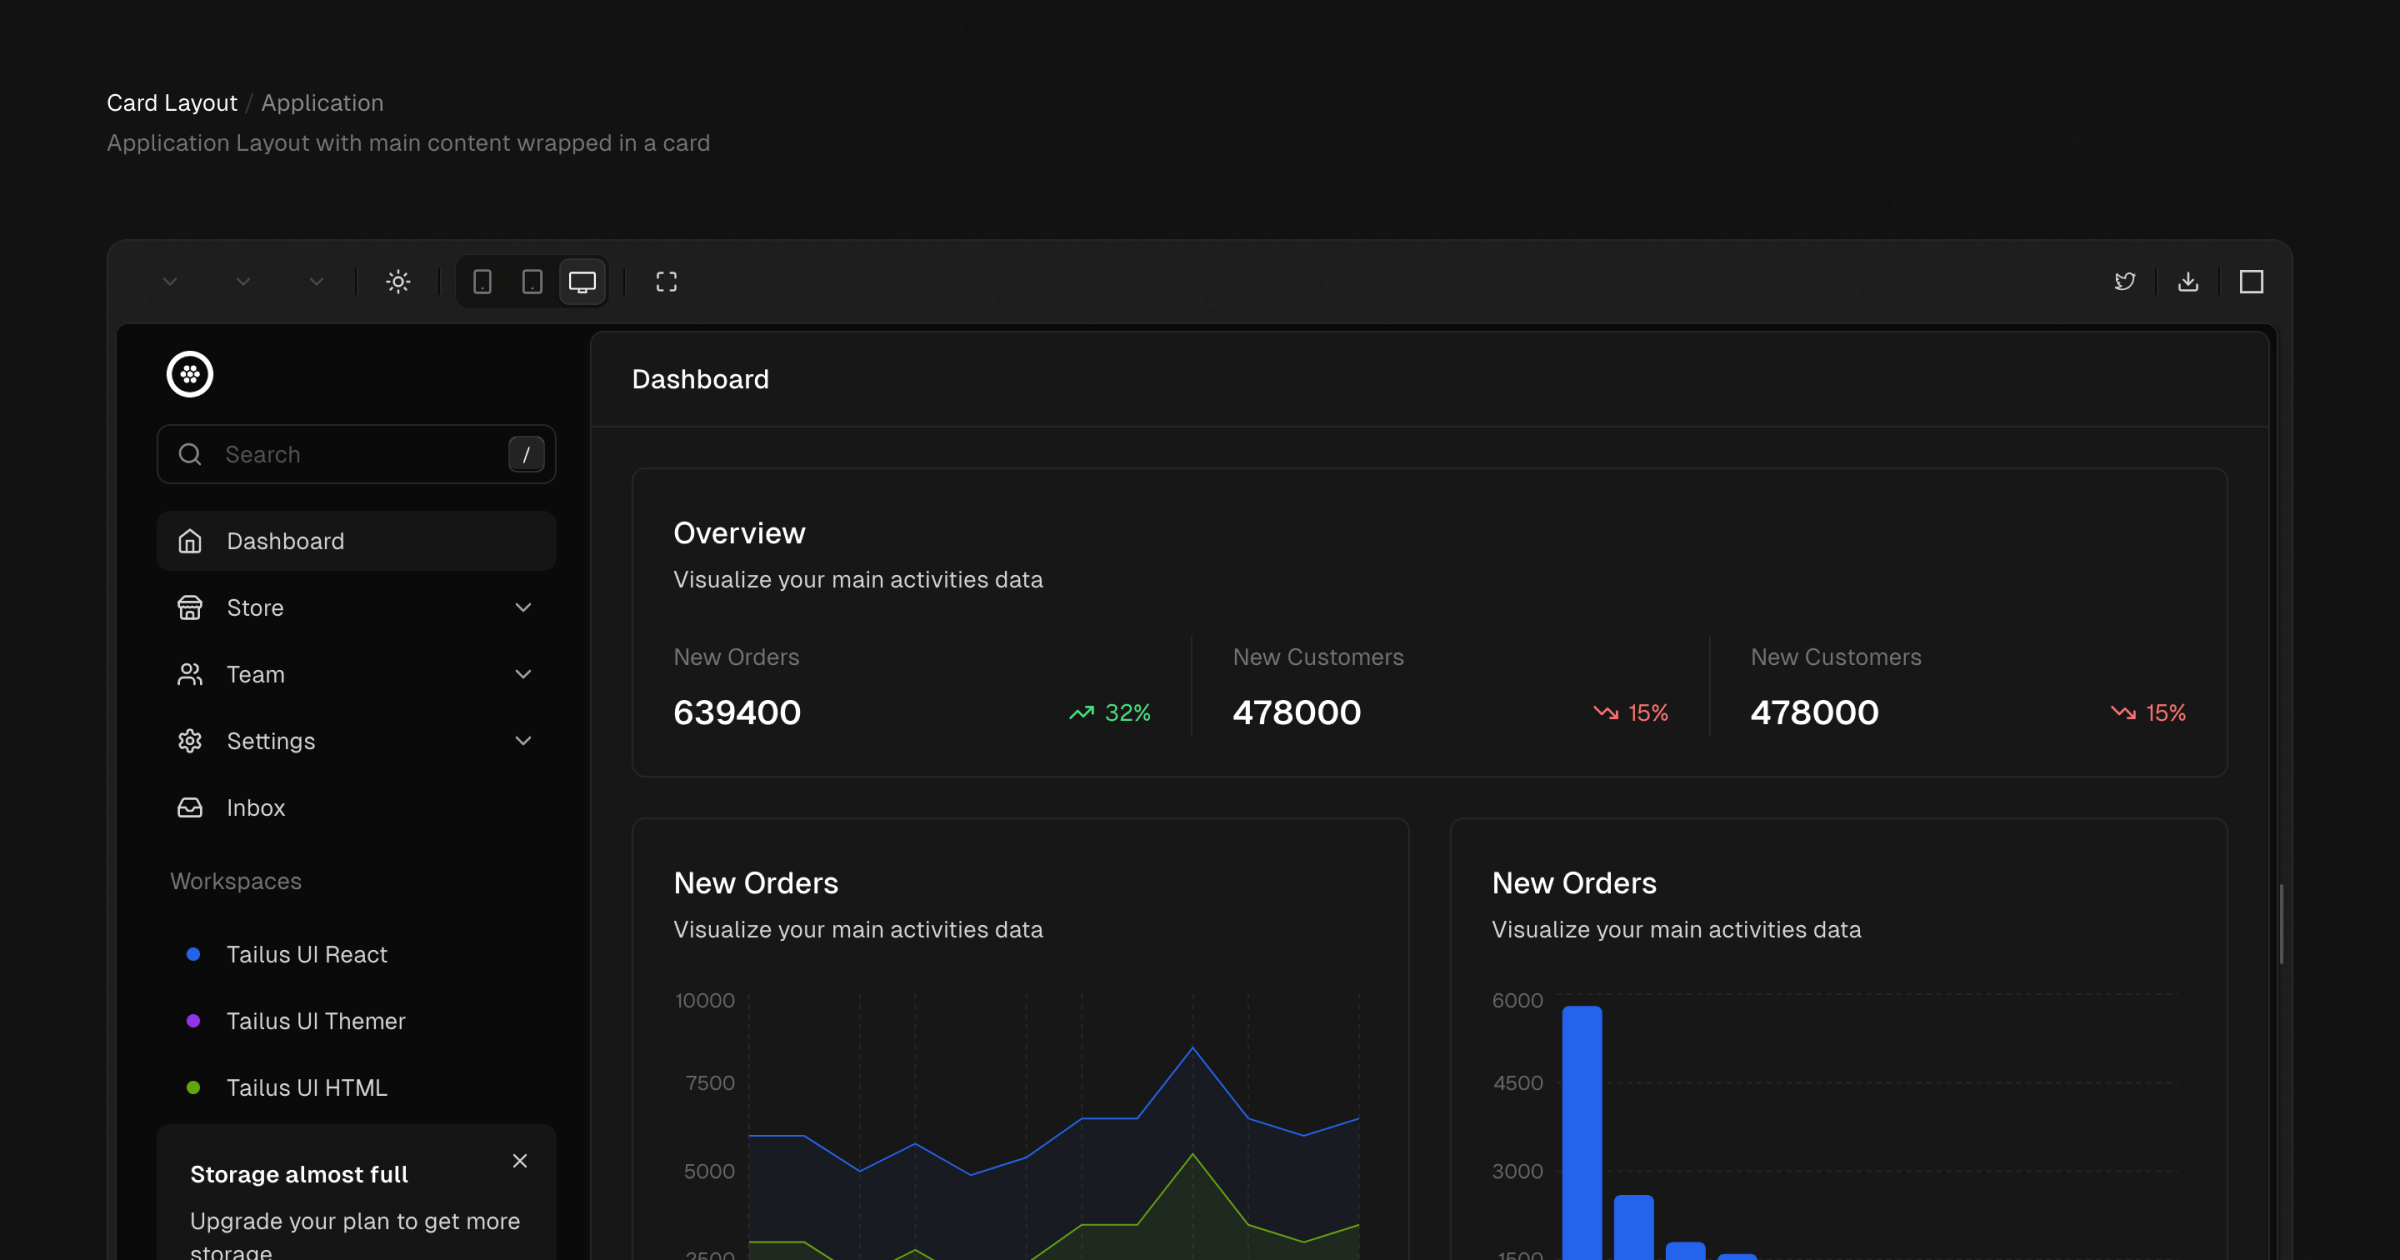 Card Layout / Application
Application Layout with main content wrapped in a card
Search /
Dashboard
Store
Team
Settings
Inbox
Workspaces
Tailus UI React
Tailus UI Themer
Tailus UI HTML
Storage almost full
Upgrade your plan to get more
storage
Dashboard
Overview
Visualize your main activities data
New Orders
639400
32%
New Customers
478000
15%
New Customers
478000
15%
New Orders
Visualize your main activities data
10000
7500
5000
2500
New Orders
Visualize your main activities data
6000
4500
3000
1500